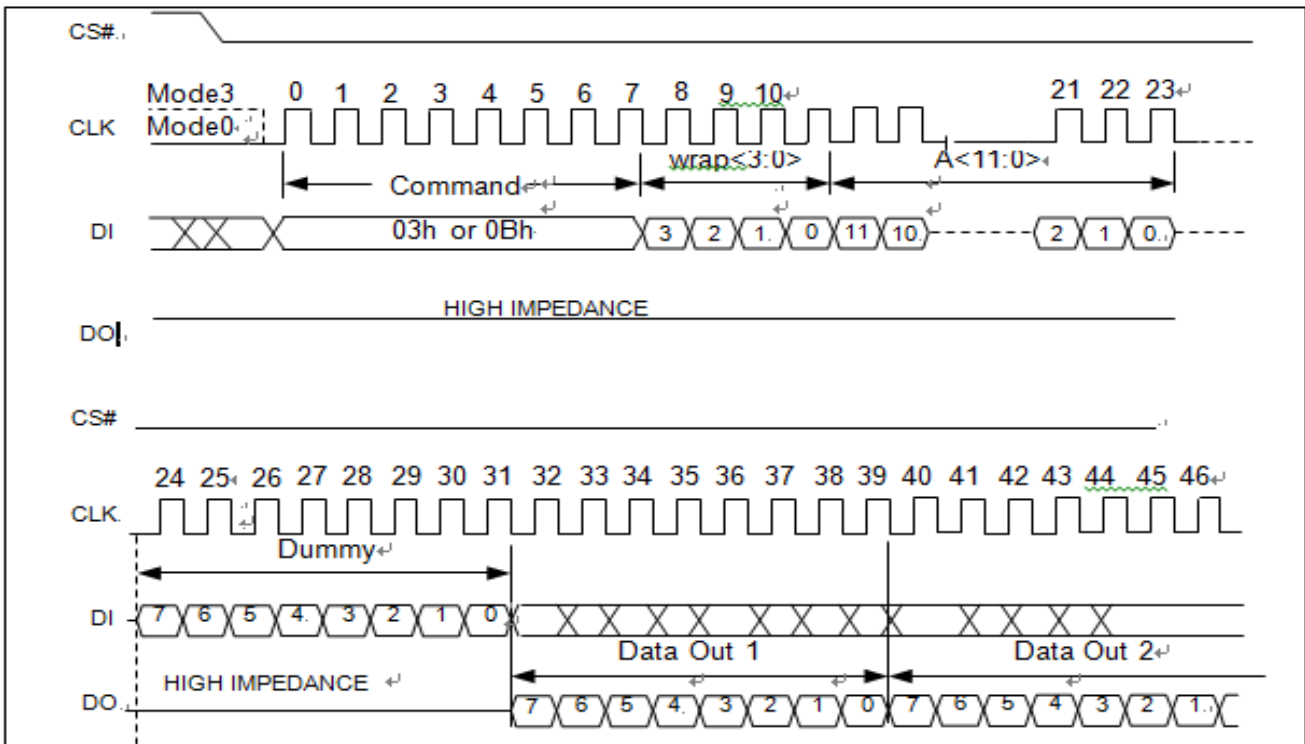 CS#
Mode3 0 1 2 3 4 5 6 7 8 9 10 21 22 23
CLK Mode0
wrap<3:0> A<11:0>
Command
DI 03h or 0Bh 3 2 1. 0 11 10. 2 1 0.
HIGH IMPEDANCE
DO
CS#
24 25 26 27 28 29 30 31 32 33 34 35 36 37 38 39 40 41 42 43 44 45 46
CLK.
Dummy
DI 7 6 5 4. 3 2 1 0
Data Out 1 Data Out 2
HIGH IMPEDANCE
DO. 7 6 5 4. 3 2 1 0 7 6 5 4 3 2 1.